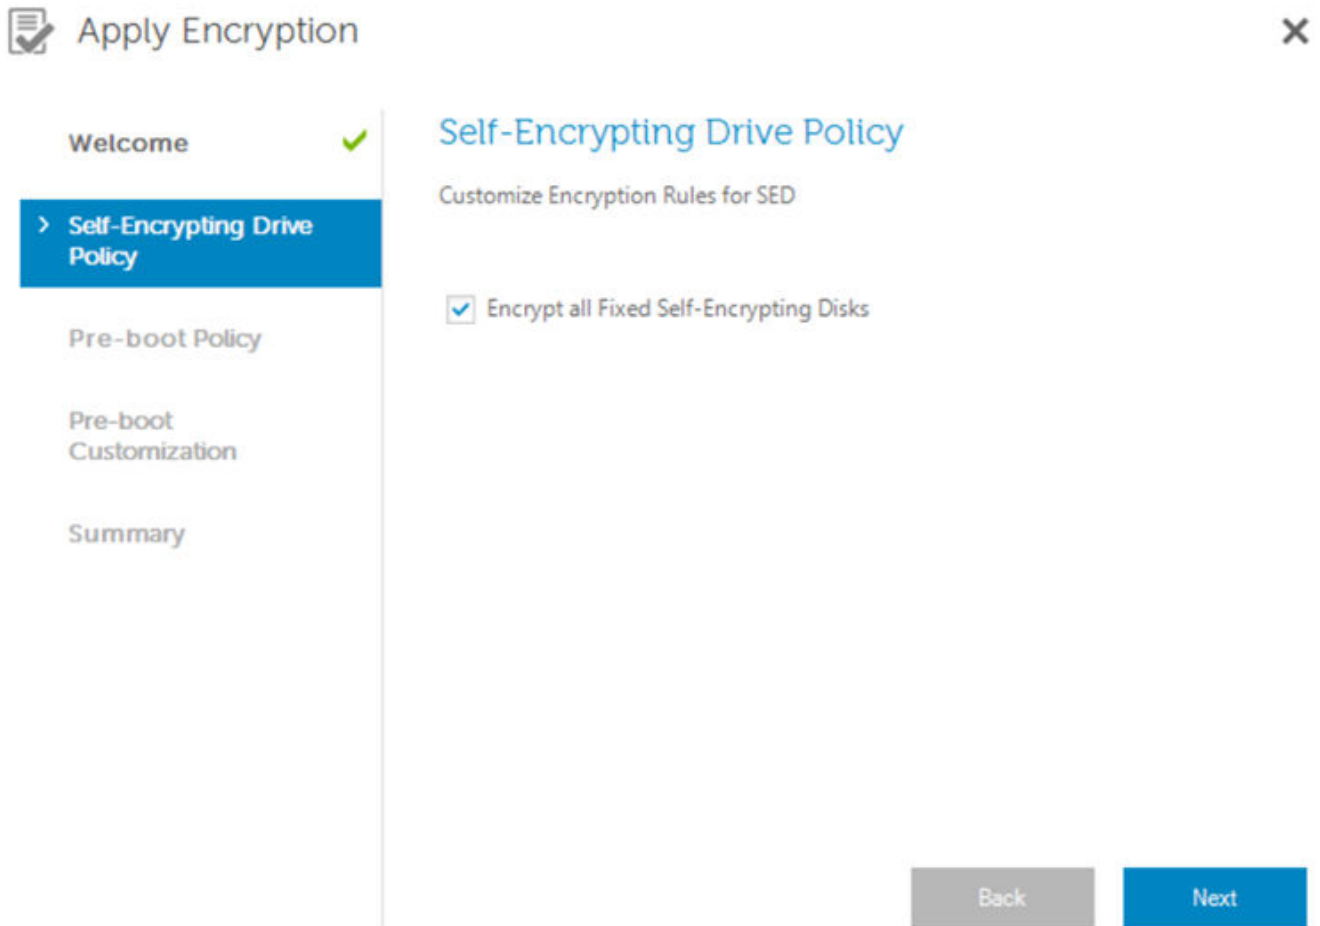 Apply Encryption
Welcome
Self-Encrypting Drive
Policy
Pre-boot Policy
Pre-boot
Customization
Summary
Self-Encrypting Drive Policy
Customize Encryption Rules for SED
Encrypt all Fixed Self-Encrypting Disks
Back
Next